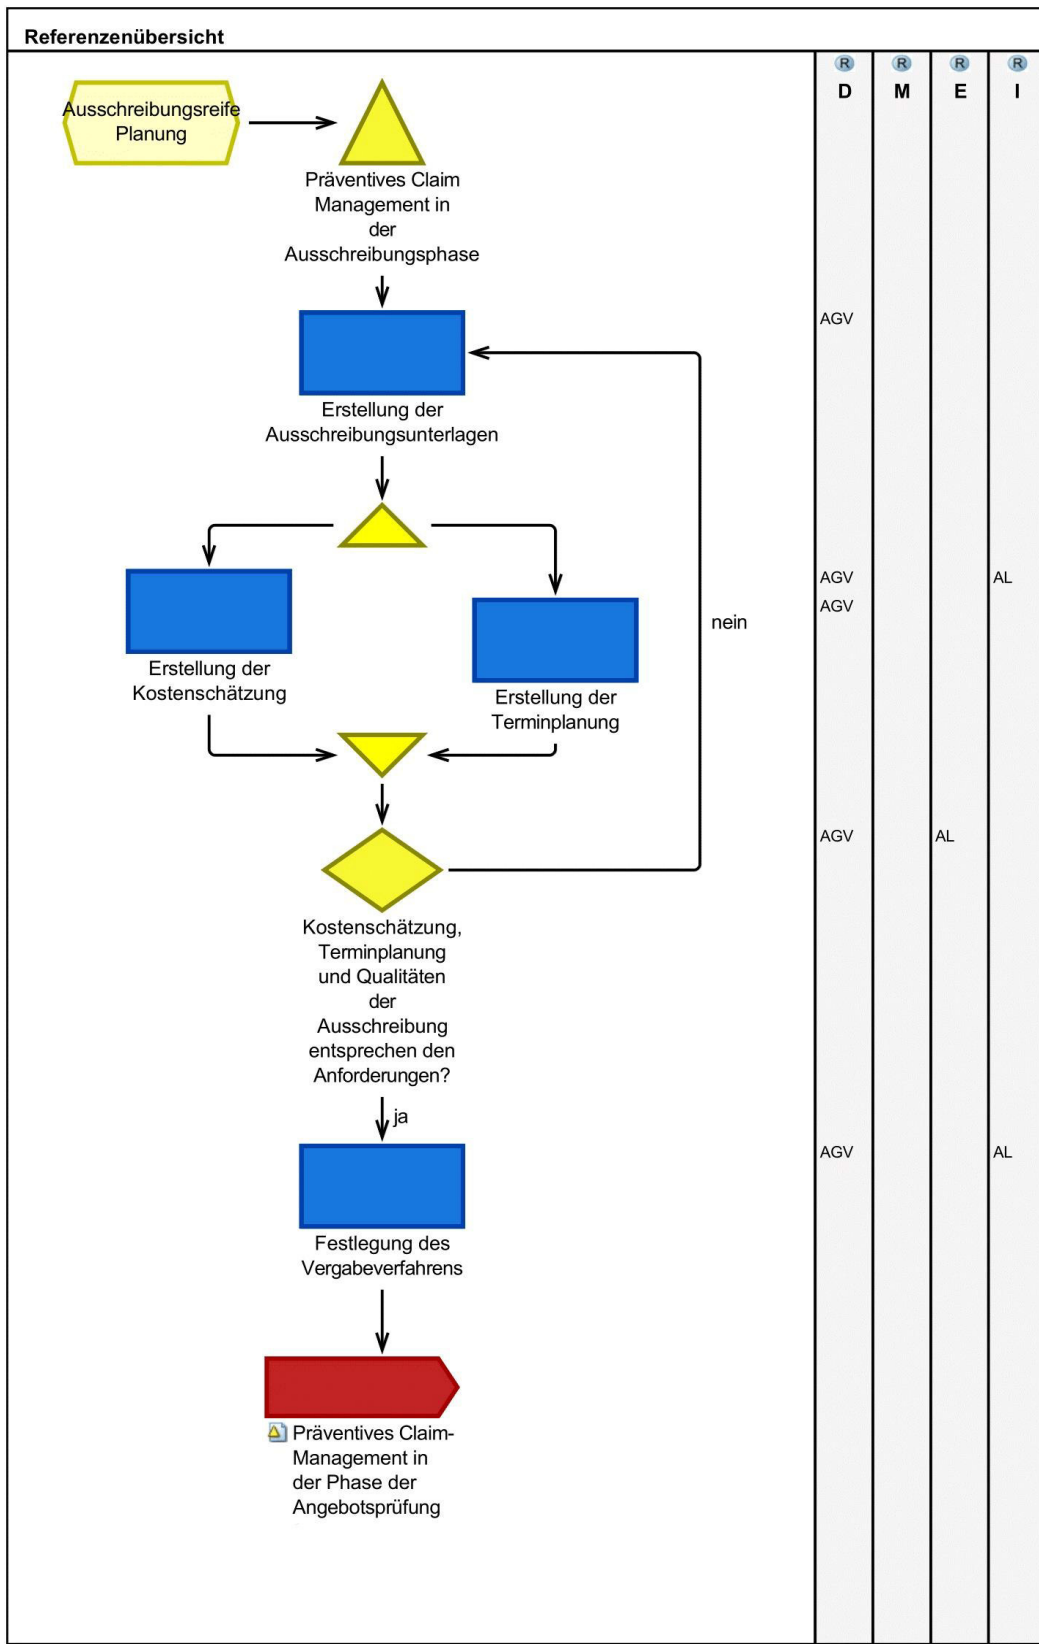 Referenzenübersicht
R R R R
D M E I
Ausschreibungsreife
Planung
Präventives Claim
Management in
der
Ausschreibungsphase
AGV
Erstellung der
Ausschreibungsunterlagen
AGV AL
AGV
nein
Erstellung der
Kostenschätzung
Erstellung der
Terminplanung
AGV AL
Kostenschätzung,
Terminplanung
und Qualitäten
der
Ausschreibung
entsprechen den
Anforderungen?
ja
AGV AL
Festlegung des
Vergabeverfahrens
Präventives Claim-
Management in
der Phase der
Angebotsprüfung